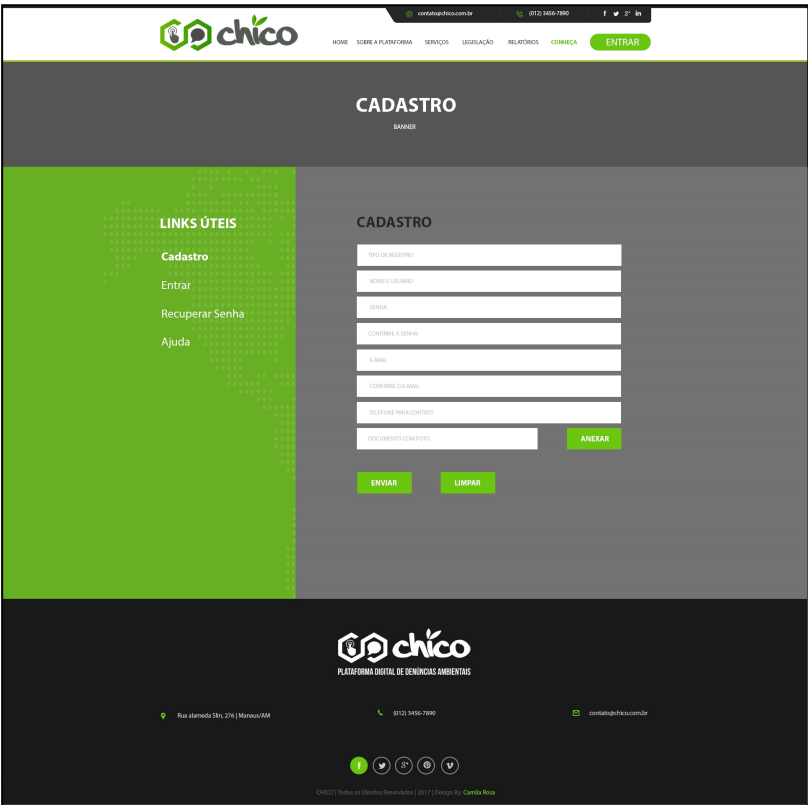 contato@chico.com.br (012) 3456-7890
chico
HOME SOBRE A PLATAFORMA SERVIÇOS LEGISLAÇÃO RELATÓRIOS CONHEÇA ENTRAR
CADASTRO
BANNER
LINKS ÚTEIS
Cadastro
Entrar
Recuperar Senha
Ajuda
CADASTRO
TIPO DE REGISTRO
NOME E USUÁRIO
SENHA
CONFIRME A SENHA
E-MAIL
CONFIRME O E-MAIL
TELEFONE PARA CONTATO
DOCUMENTO COM FOTO ANEXAR
ENVIAR LIMPAR
chico
PLATAFORMA DIGITAL DE DENÚNCIAS AMBIENTAIS
Rua alameda SIln, 276 | Manaus/AM (012) 3456-7890 contato@chico.com.br
CHICO | Todos os Direitos Reservados | 2017 | Design By: Camila Rosa